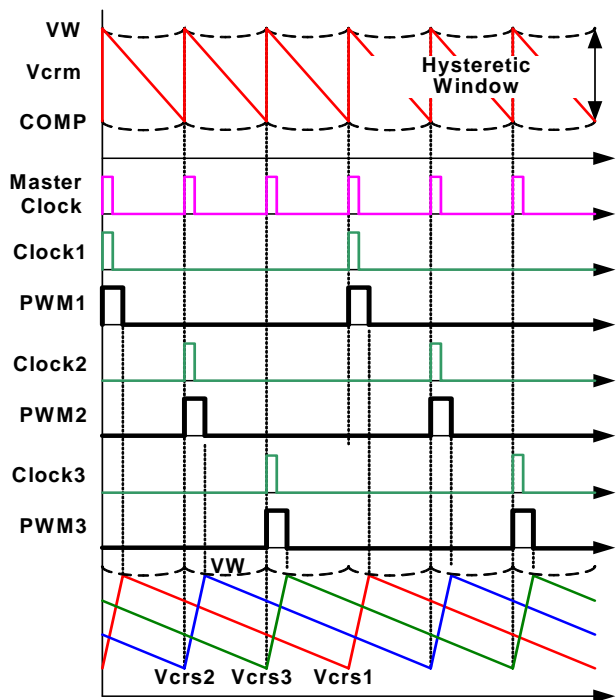 VW
Vcrm
Hysteretic
Window
COMP
Master
Clock
Clock1
PWM1
Clock2
PWM2
Clock3
PWM3
VW
Vcrs2 Vcrs3 Vcrs1